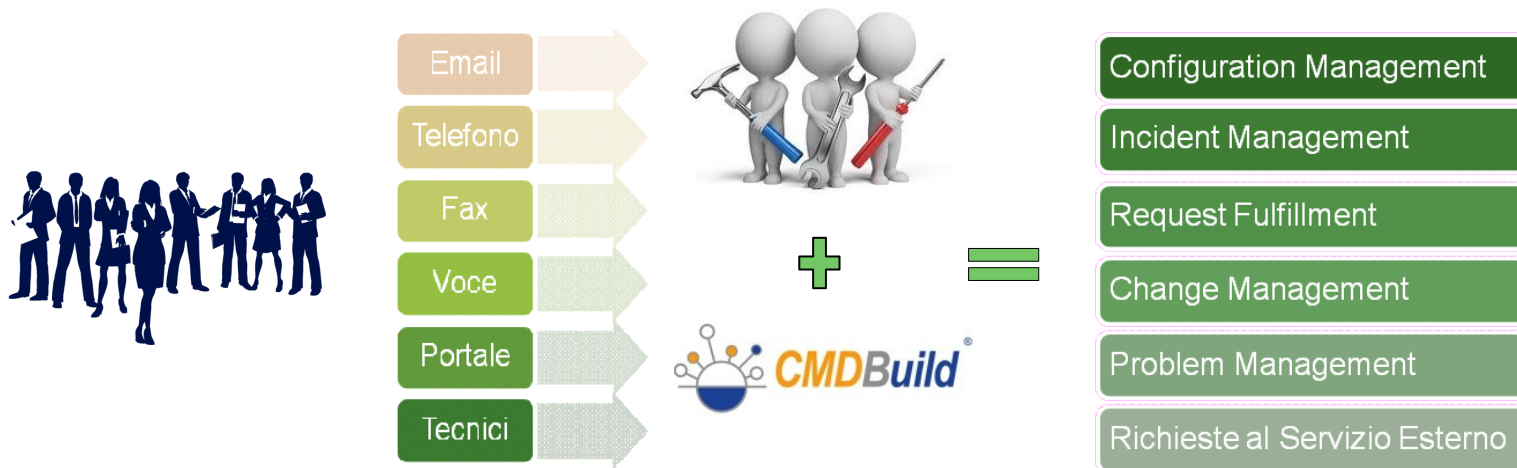 Email
Telefono
Fax
Voce
Portale
Tecnici
CMDBuild®
Configuration Management
Incident Management
Request Fulfillment
Change Management
Problem Management
Richieste al Servizio Esterno